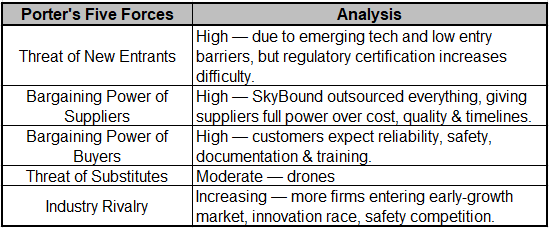 Porter's Five Forces
Analysis
Threat of New Entrants
High — due to emerging tech and low entry
barriers, but regulatory certification increases
difficulty.
Bargaining Power of
Suppliers
High — SkyBound outsourced everything, giving
suppliers full power over cost, quality & timelines.
Bargaining Power of
Buyers
High — customers expect reliability, safety,
documentation & training.
Threat of Substitutes
Moderate — drones
Industry Rivalry
Increasing — more firms entering early-growth
market, innovation race, safety competition.